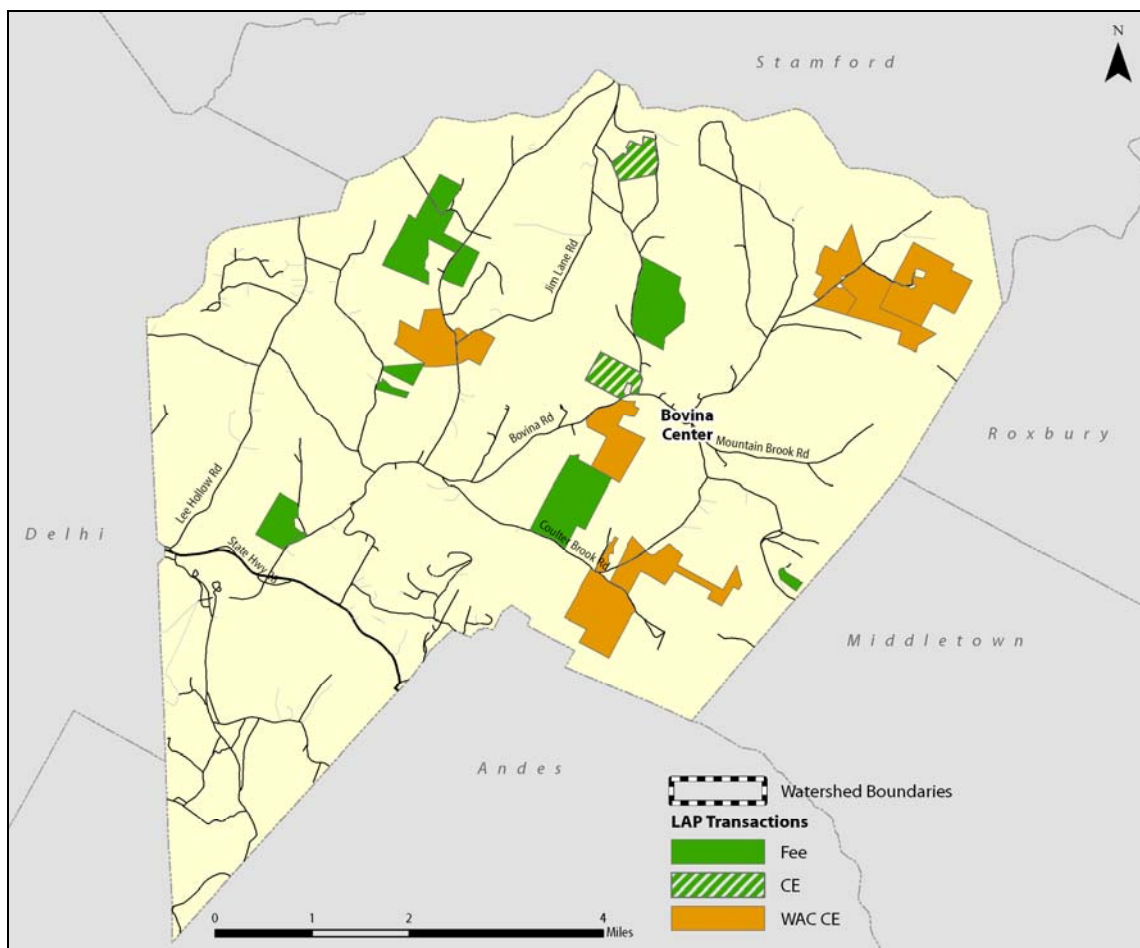 N
Stamford
Jim Lane Rd
Bovina
Center
Roxbury
Bovina Rd
Mountain Brook Rd
Lee Hollow Rd
Delhi
Coulter Brook Rd
State Hwy
Middletown
Andes
Watershed Boundaries
LAP Transactions
Fee
CE
WAC CE
0 1 2 4
Miles